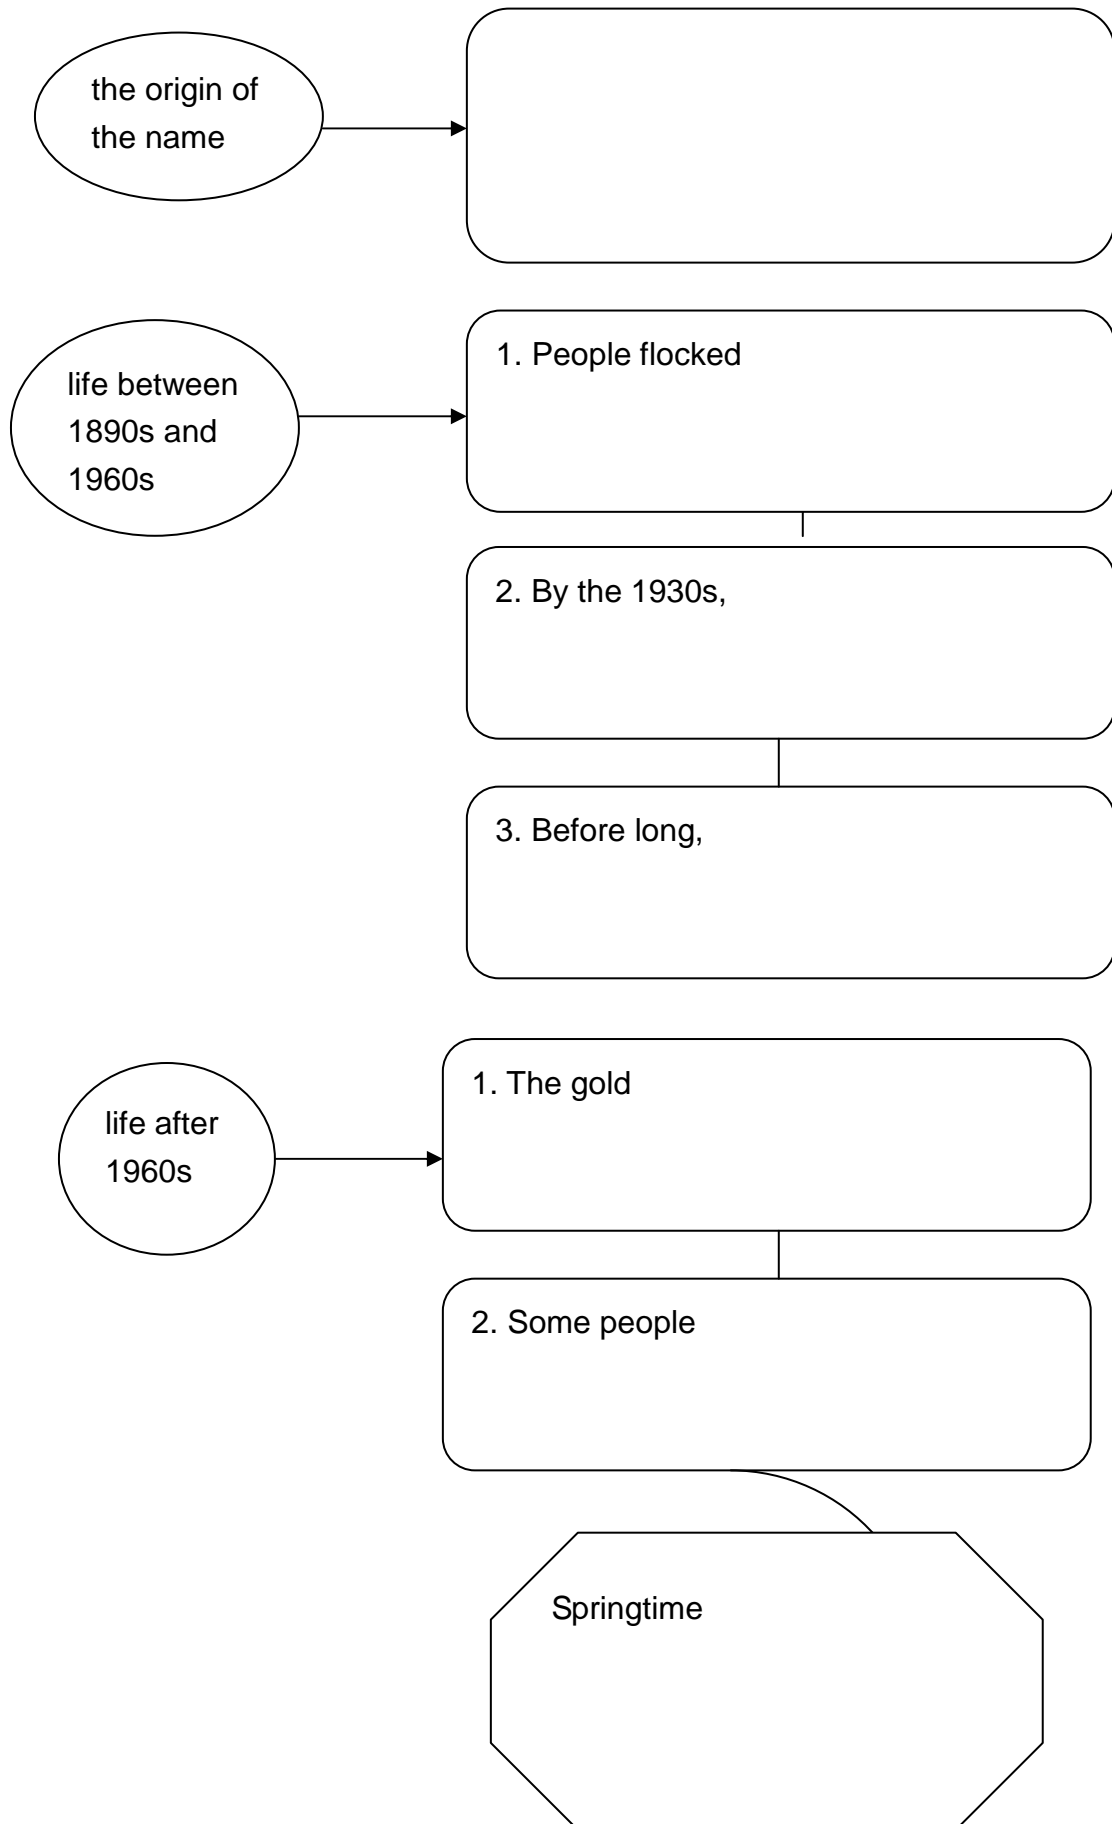 the origin of
the name
life between
1890s and
1960s
1. People flocked
2. By the 1930s,
3. Before long,
life after
1960s
1. The gold
2. Some people
Springtime